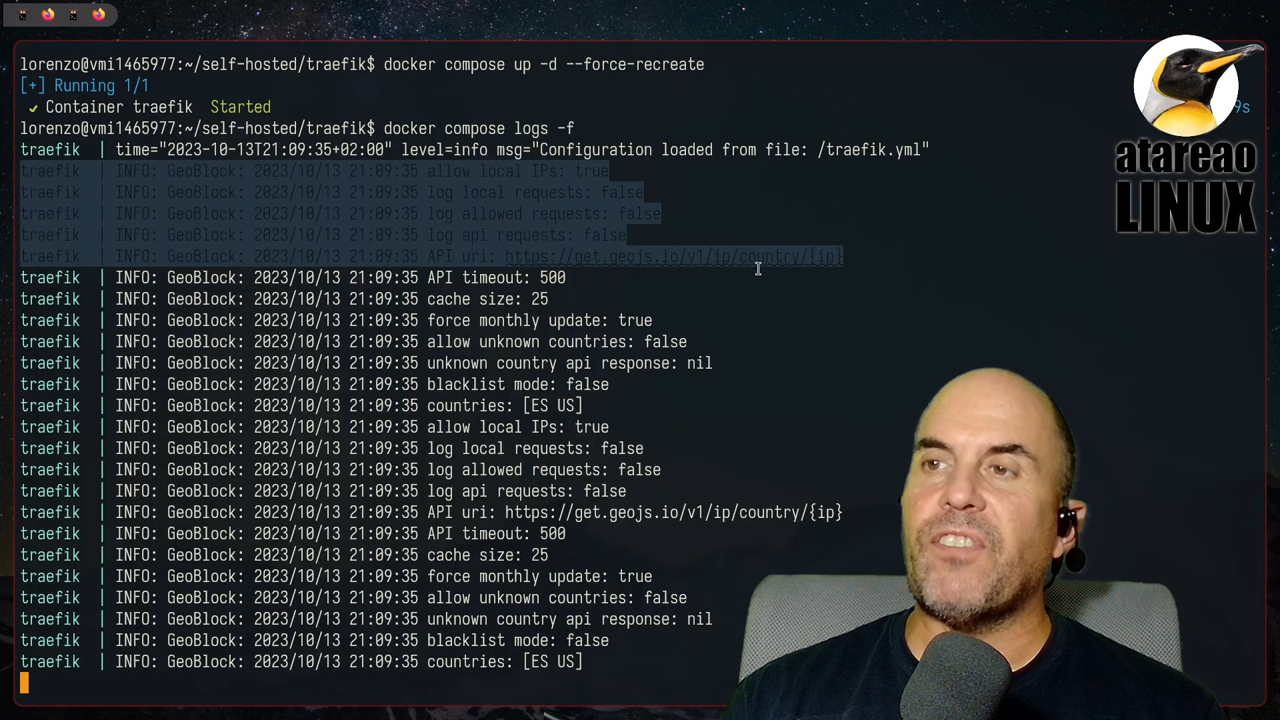 lorenzo@vmi1465977:~/self-hosted/traefik$ docker compose up -d --force-recreate
[+] Running 1/1
✔ Container traefik  Started 9s
lorenzo@vmi1465977:~/self-hosted/traefik$ docker compose logs -f
traefik  | time="2023-10-13T21:09:35+02:00" level=info msg="Configuration loaded from file: /traefik.yml"
traefik  | INFO: GeoBlock: 2023/10/13 21:09:35 allow local IPs: true
traefik  | INFO: GeoBlock: 2023/10/13 21:09:35 log local requests: false
traefik  | INFO: GeoBlock: 2023/10/13 21:09:35 log allowed requests: false
traefik  | INFO: GeoBlock: 2023/10/13 21:09:35 log api requests: false
traefik  | INFO: GeoBlock: 2023/10/13 21:09:35 API uri: https://get.geojs.io/v1/ip/country/{ip}
traefik  | INFO: GeoBlock: 2023/10/13 21:09:35 API timeout: 500
traefik  | INFO: GeoBlock: 2023/10/13 21:09:35 cache size: 25
traefik  | INFO: GeoBlock: 2023/10/13 21:09:35 force monthly update: true
traefik  | INFO: GeoBlock: 2023/10/13 21:09:35 allow unknown countries: false
traefik  | INFO: GeoBlock: 2023/10/13 21:09:35 unknown country api response: nil
traefik  | INFO: GeoBlock: 2023/10/13 21:09:35 blacklist mode: false
traefik  | INFO: GeoBlock: 2023/10/13 21:09:35 countries: [ES US]
traefik  | INFO: GeoBlock: 2023/10/13 21:09:35 allow local IPs: true
traefik  | INFO: GeoBlock: 2023/10/13 21:09:35 log local requests: false
traefik  | INFO: GeoBlock: 2023/10/13 21:09:35 log allowed requests: false
traefik  | INFO: GeoBlock: 2023/10/13 21:09:35 log api requests: false
traefik  | INFO: GeoBlock: 2023/10/13 21:09:35 API uri: https://get.geojs.io/v1/ip/country/{ip}
traefik  | INFO: GeoBlock: 2023/10/13 21:09:35 API timeout: 500
traefik  | INFO: GeoBlock: 2023/10/13 21:09:35 cache size: 25
traefik  | INFO: GeoBlock: 2023/10/13 21:09:35 force monthly update: true
traefik  | INFO: GeoBlock: 2023/10/13 21:09:35 allow unknown countries: false
traefik  | INFO: GeoBlock: 2023/10/13 21:09:35 unknown country api response: nil
traefik  | INFO: GeoBlock: 2023/10/13 21:09:35 blacklist mode: false
traefik  | INFO: GeoBlock: 2023/10/13 21:09:35 countries: [ES US]
atareao
LINUX